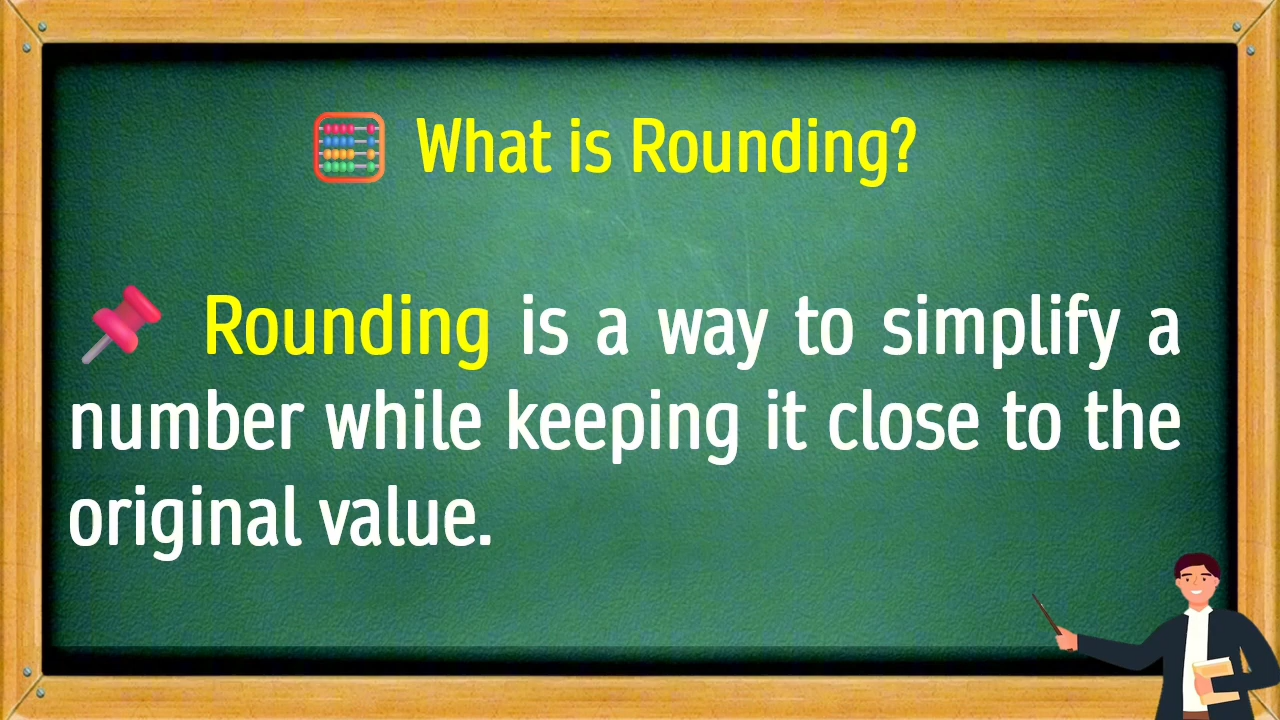 What is Rounding?
Rounding is a way to simplify a
number while keeping it close to the
original value.